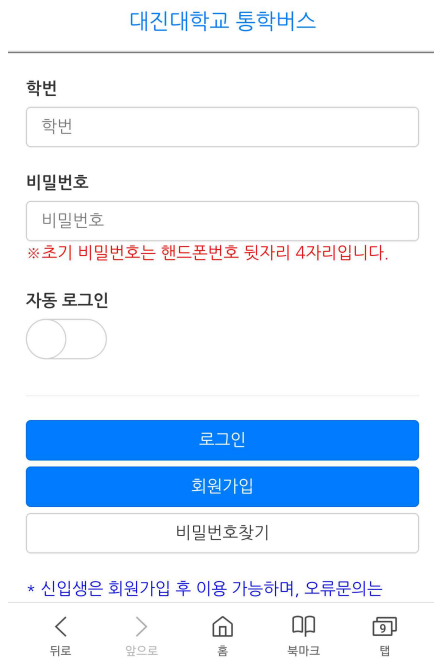 대진대학교 통학버스
학번
학번
비밀번호
비밀번호
※초기 비밀번호는 핸드폰번호 뒷자리 4자리입니다.
자동 로그인
로그인
회원가입
비밀번호찾기
* 신입생은 회원가입 후 이용 가능하며, 오류문의는
9
뒤로 앞으로 홈 북마크 탭